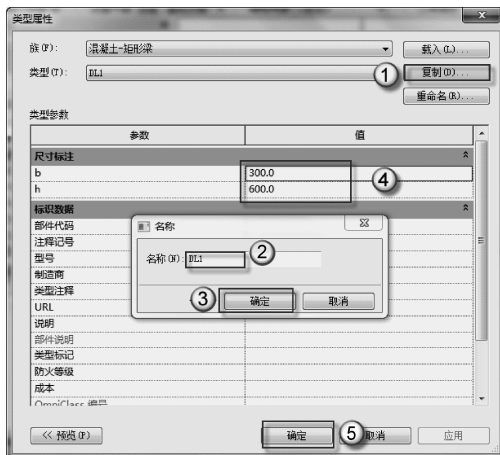 类型属性
族(F): 混凝土-矩形梁 载入(L)...
类型(T): DL1 ① 复制(D)...
重命名(R)...
类型参数
参数 值
尺寸标注
b 300.0 ④
h 600.0
标识数据
部件代码
注释记号
型号
制造商
类型注释
URL
说明
部件说明
类型标记
防火等级
成本
OmniClass 编号
名称
名称(N): DL1 ②
③ 确定 取消
<< 预览(P) 确定 ⑤ 取消 应用